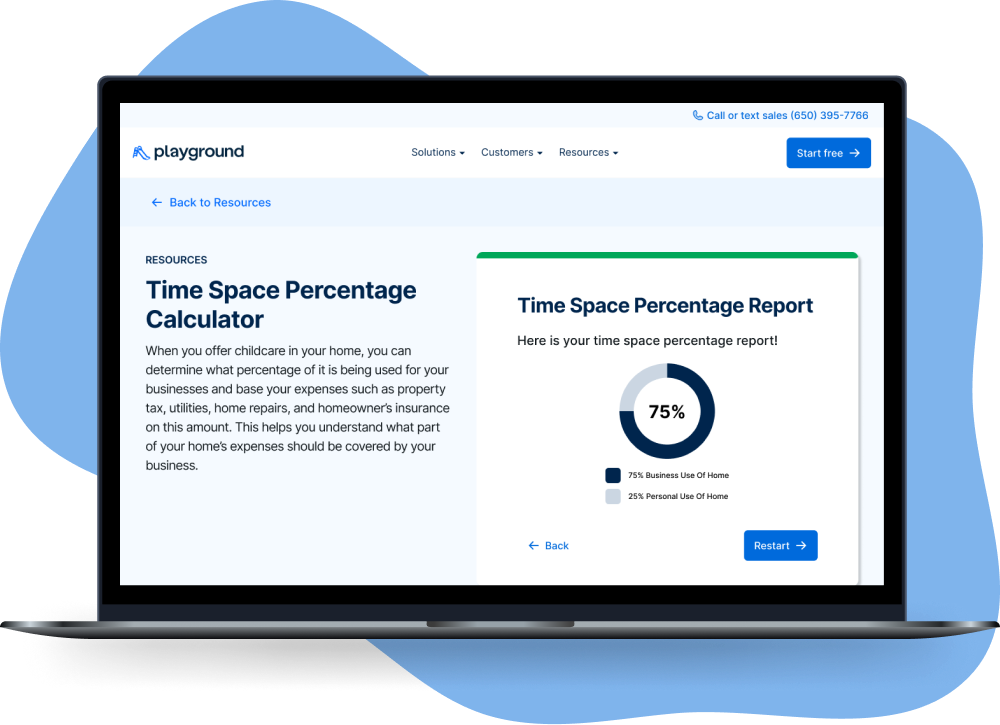 Call or text sales (650) 395-7766
playground
Solutions
Customers
Resources
Start free
Back to Resources
RESOURCES
Time Space Percentage
Calculator
When you offer childcare in your home, you can
determine what percentage of it is being used for your
businesses and base your expenses such as property
tax, utilities, home repairs, and homeowner's insurance
on this amount. This helps you understand what part
of your home's expenses should be covered by your
business.
Time Space Percentage Report
Here is your time space percentage report!
75%
75% Business Use Of Home
25% Personal Use Of Home
Back
Restart